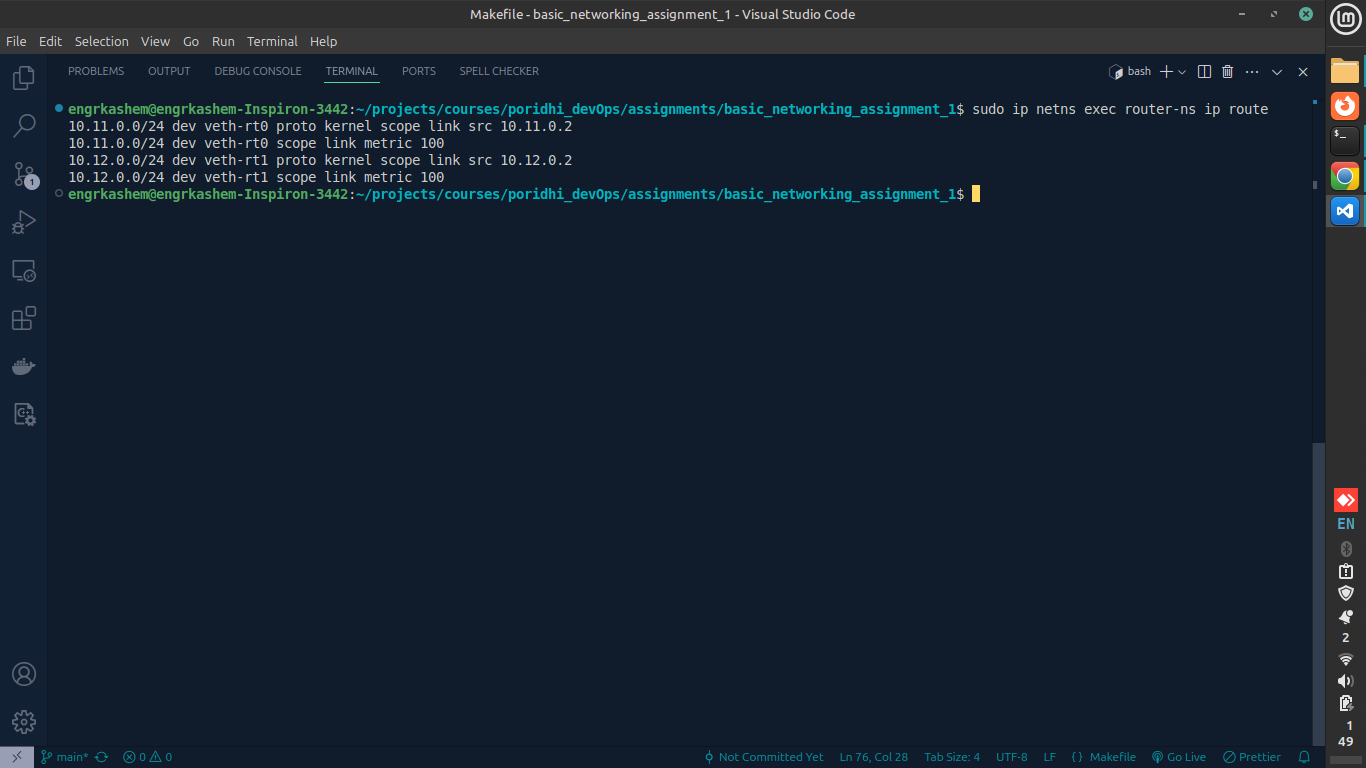 Makefile - basic_networking_assignment_1 - Visual Studio Code
File Edit Selection View Go Run Terminal Help
PROBLEMS OUTPUT DEBUG CONSOLE TERMINAL PORTS SPELL CHECKER
bash
engrkashem@engrkashem-Inspiron-3442:~/projects/courses/poridhi_devOps/assignments/basic_networking_assignment_1$ sudo ip netns exec router-ns ip route
10.11.0.0/24 dev veth-rt0 proto kernel scope link src 10.11.0.2
10.11.0.0/24 dev veth-rt0 scope link metric 100
10.12.0.0/24 dev veth-rt1 proto kernel scope link src 10.12.0.2
10.12.0.0/24 dev veth-rt1 scope link metric 100
engrkashem@engrkashem-Inspiron-3442:~/projects/courses/poridhi_devOps/assignments/basic_networking_assignment_1$
1
EN
2
1
49
main* 0 0 Not Committed Yet Ln 76, Col 28 Tab Size: 4 UTF-8 LF { } Makefile Go Live Prettier